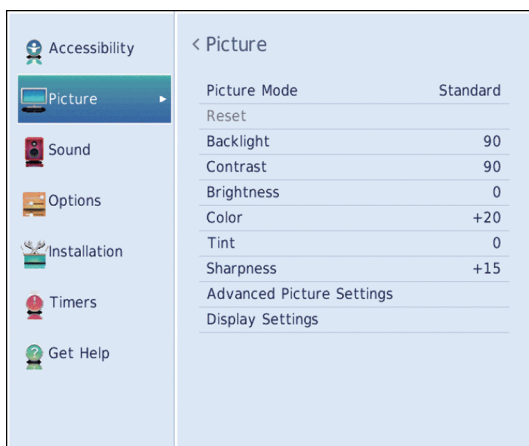 Accessibility
Picture
Sound
Options
Installation
Timers
Get Help
< Picture
Picture Mode Standard
Reset
Backlight 90
Contrast 90
Brightness 0
Color +20
Tint 0
Sharpness +15
Advanced Picture Settings
Display Settings